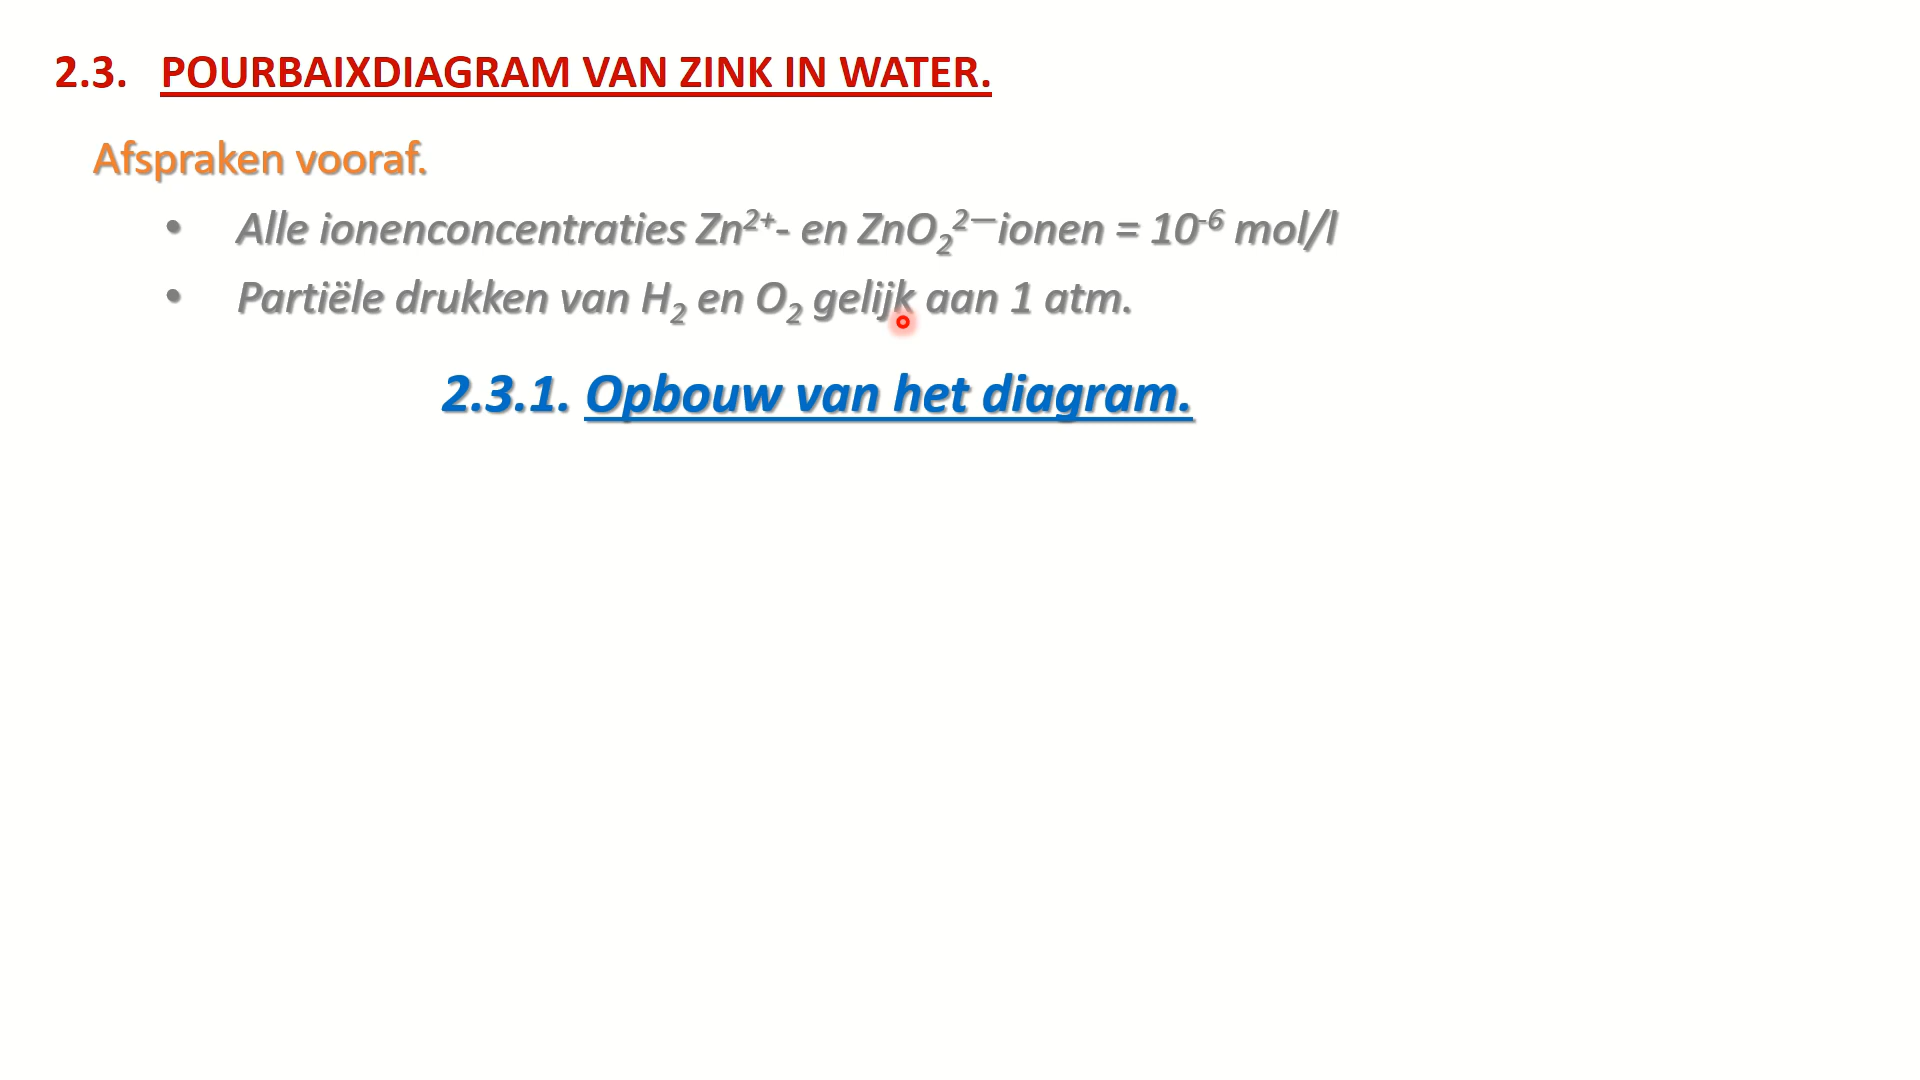 2.3. POURBAIXDIAGRAM VAN ZINK IN WATER.
Afspraken vooraf.
• Alle ionenconcentraties Zn²⁺- en ZnO₂²⁻-ionen = 10⁻⁶ mol/l
• Partiële drukken van H₂ en O₂ gelijk aan 1 atm.
2.3.1. Opbouw van het diagram.